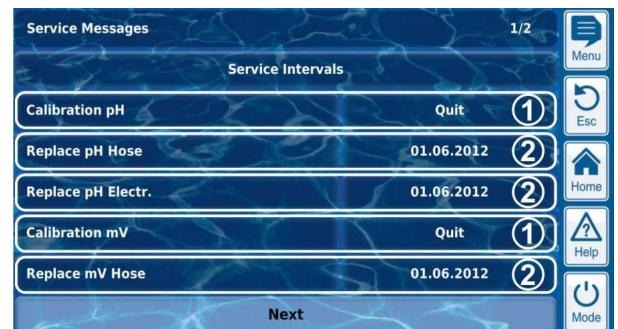 Service Messages 1/2
Service Intervals
Calibration pH Quit 1
Replace pH Hose 01.06.2012 2
Replace pH Electr. 01.06.2012 2
Calibration mV Quit 1
Replace mV Hose 01.06.2012 2
Next
Menu
Esc
Home
?
Help
Mode